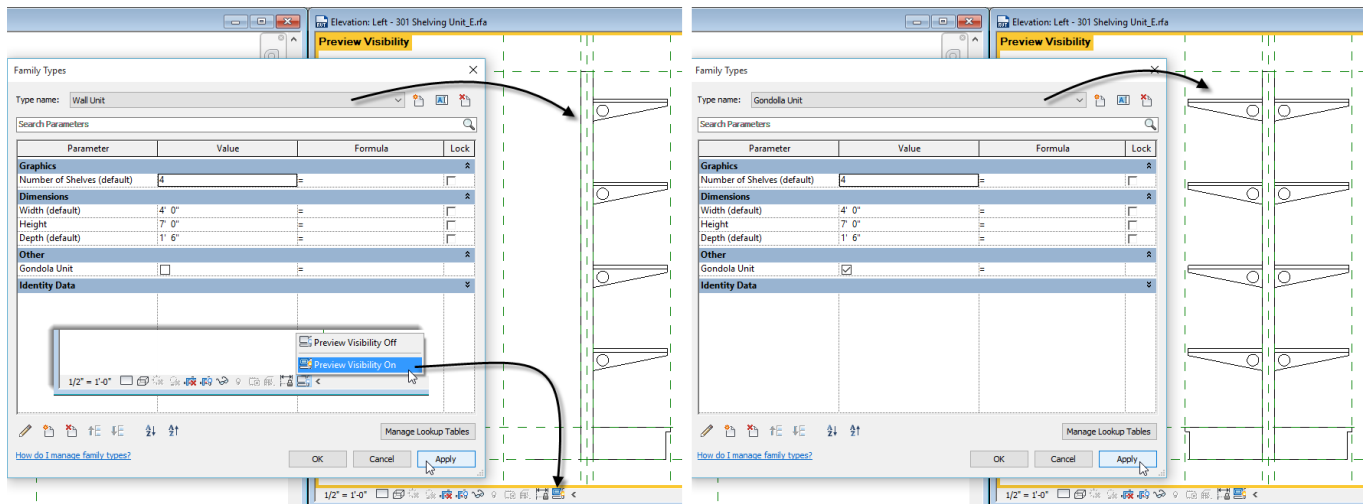 Elevation: Left - 301 Shelving Unit_E.rfa
Preview Visibility
Family Types
Type name: Wall Unit
Search Parameters
Parameter Value Formula Lock
Graphics
Number of Shelves (default) 4 =
Dimensions
Width (default) 4' 0" =
Height 7' 0" =
Depth (default) 1' 6" =
Other
Gondola Unit =
Identity Data
Preview Visibility Off
Preview Visibility On
1/2" = 1'-0"
Manage Lookup Tables
How do I manage family types?
OK Cancel Apply
1/2" = 1'-0"
Elevation: Left - 301 Shelving Unit_E.rfa
Preview Visibility
Family Types
Type name: Gondolla Unit
Search Parameters
Parameter Value Formula Lock
Graphics
Number of Shelves (default) 4 =
Dimensions
Width (default) 4' 0" =
Height 7' 0" =
Depth (default) 1' 6" =
Other
Gondola Unit =
Identity Data
Manage Lookup Tables
How do I manage family types?
OK Cancel Apply
1/2" = 1'-0"